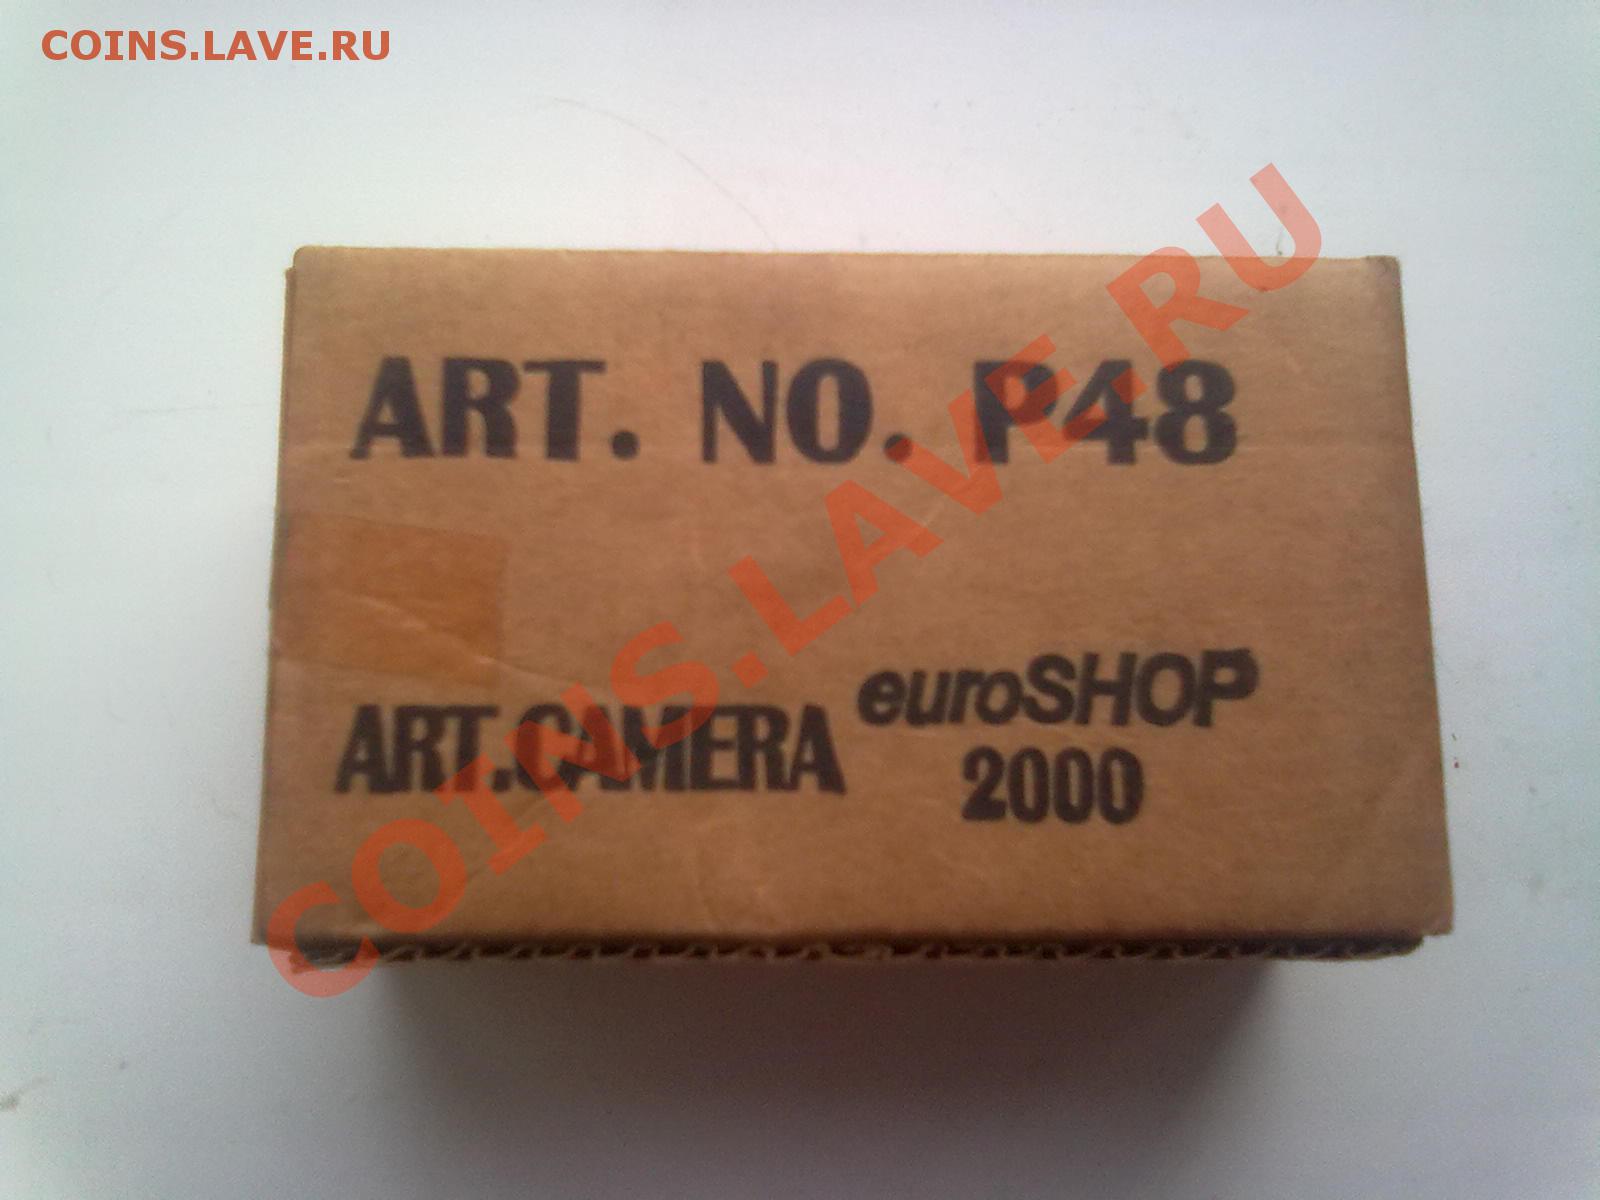 COINS.LAVE.RU
ART. NO. P48
ART.CAMERA euroSHOP
2000
COINS.LAVE.RU